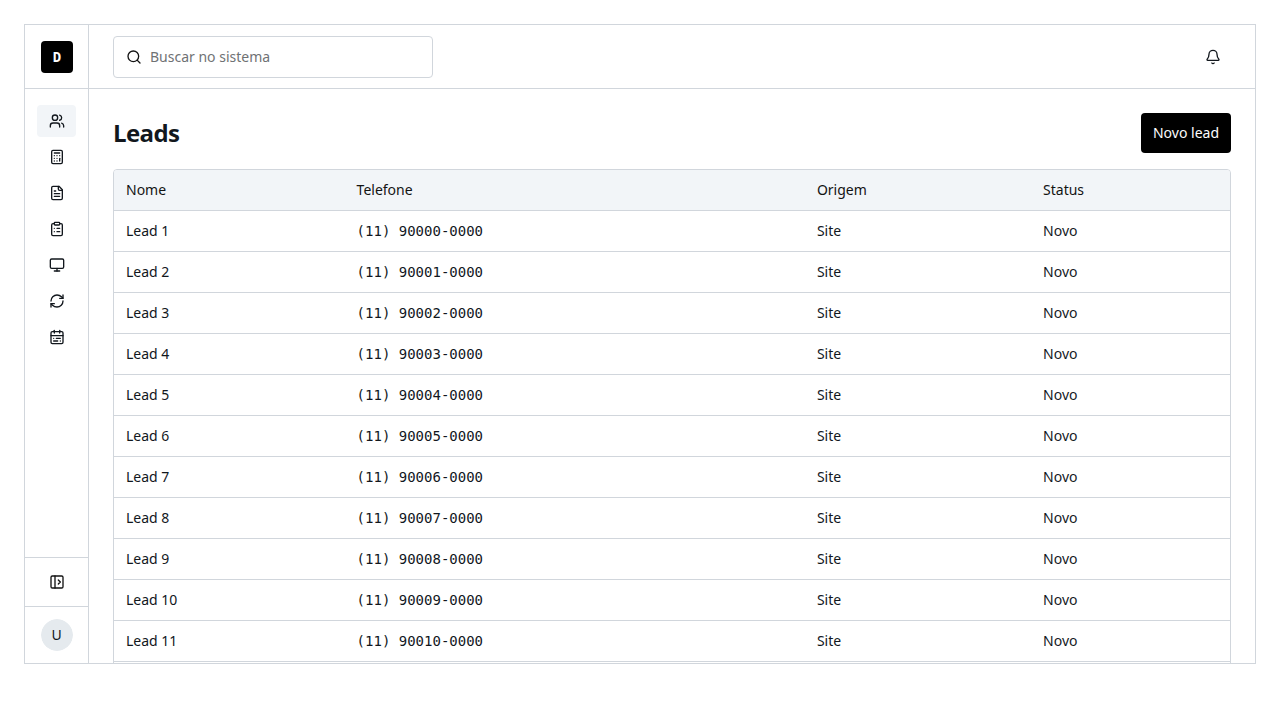 D
Buscar no sistema
Leads
Novo lead
Nome Telefone Origem Status
Lead 1 (11) 90000-0000 Site Novo
Lead 2 (11) 90001-0000 Site Novo
Lead 3 (11) 90002-0000 Site Novo
Lead 4 (11) 90003-0000 Site Novo
Lead 5 (11) 90004-0000 Site Novo
Lead 6 (11) 90005-0000 Site Novo
Lead 7 (11) 90006-0000 Site Novo
Lead 8 (11) 90007-0000 Site Novo
Lead 9 (11) 90008-0000 Site Novo
Lead 10 (11) 90009-0000 Site Novo
Lead 11 (11) 90010-0000 Site Novo
U